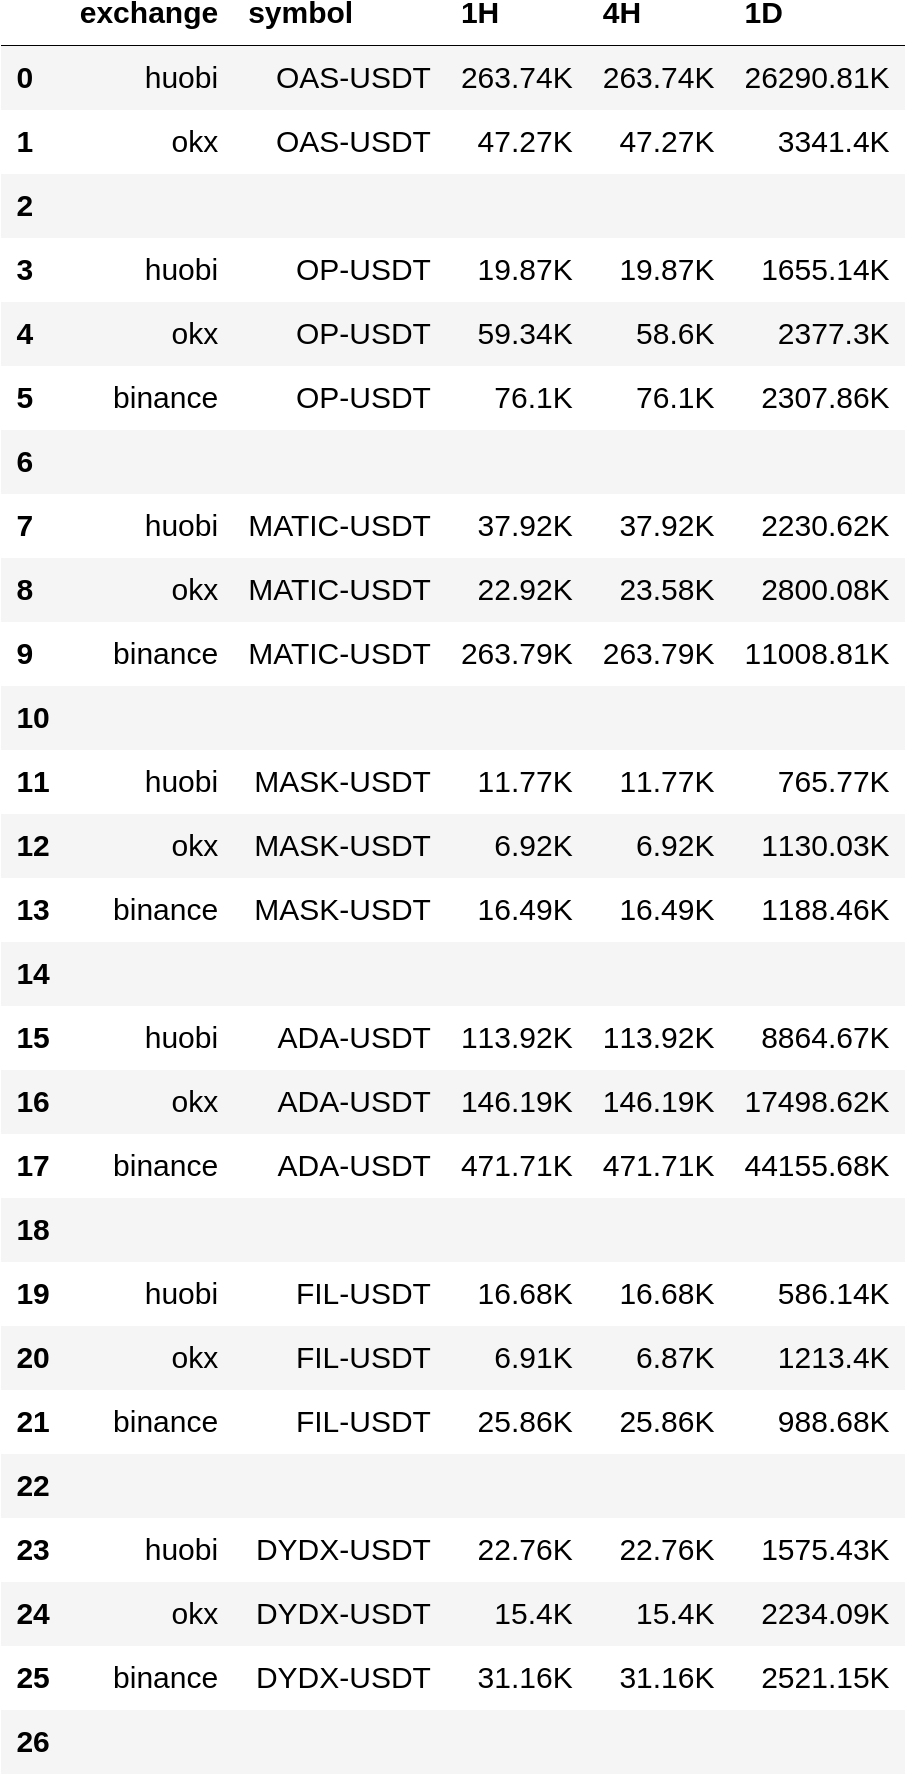 exchange symbol 1H 4H 1D
0 huobi OAS-USDT 263.74K 263.74K 26290.81K
1 okx OAS-USDT 47.27K 47.27K 3341.4K
2
3 huobi OP-USDT 19.87K 19.87K 1655.14K
4 okx OP-USDT 59.34K 58.6K 2377.3K
5 binance OP-USDT 76.1K 76.1K 2307.86K
6
7 huobi MATIC-USDT 37.92K 37.92K 2230.62K
8 okx MATIC-USDT 22.92K 23.58K 2800.08K
9 binance MATIC-USDT 263.79K 263.79K 11008.81K
10
11 huobi MASK-USDT 11.77K 11.77K 765.77K
12 okx MASK-USDT 6.92K 6.92K 1130.03K
13 binance MASK-USDT 16.49K 16.49K 1188.46K
14
15 huobi ADA-USDT 113.92K 113.92K 8864.67K
16 okx ADA-USDT 146.19K 146.19K 17498.62K
17 binance ADA-USDT 471.71K 471.71K 44155.68K
18
19 huobi FIL-USDT 16.68K 16.68K 586.14K
20 okx FIL-USDT 6.91K 6.87K 1213.4K
21 binance FIL-USDT 25.86K 25.86K 988.68K
22
23 huobi DYDX-USDT 22.76K 22.76K 1575.43K
24 okx DYDX-USDT 15.4K 15.4K 2234.09K
25 binance DYDX-USDT 31.16K 31.16K 2521.15K
26